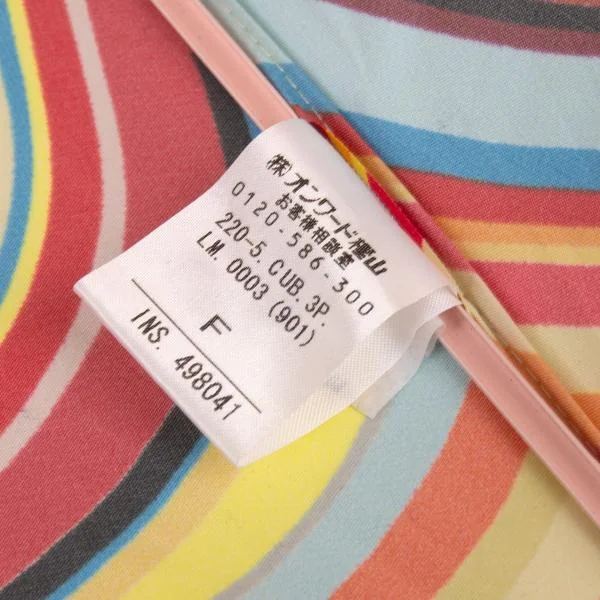 (株)オンワード樫山
お客様相談室
0120-586-300
220-5. CUB. 3P.
LM. 0003 (901)
F
INS. 498041